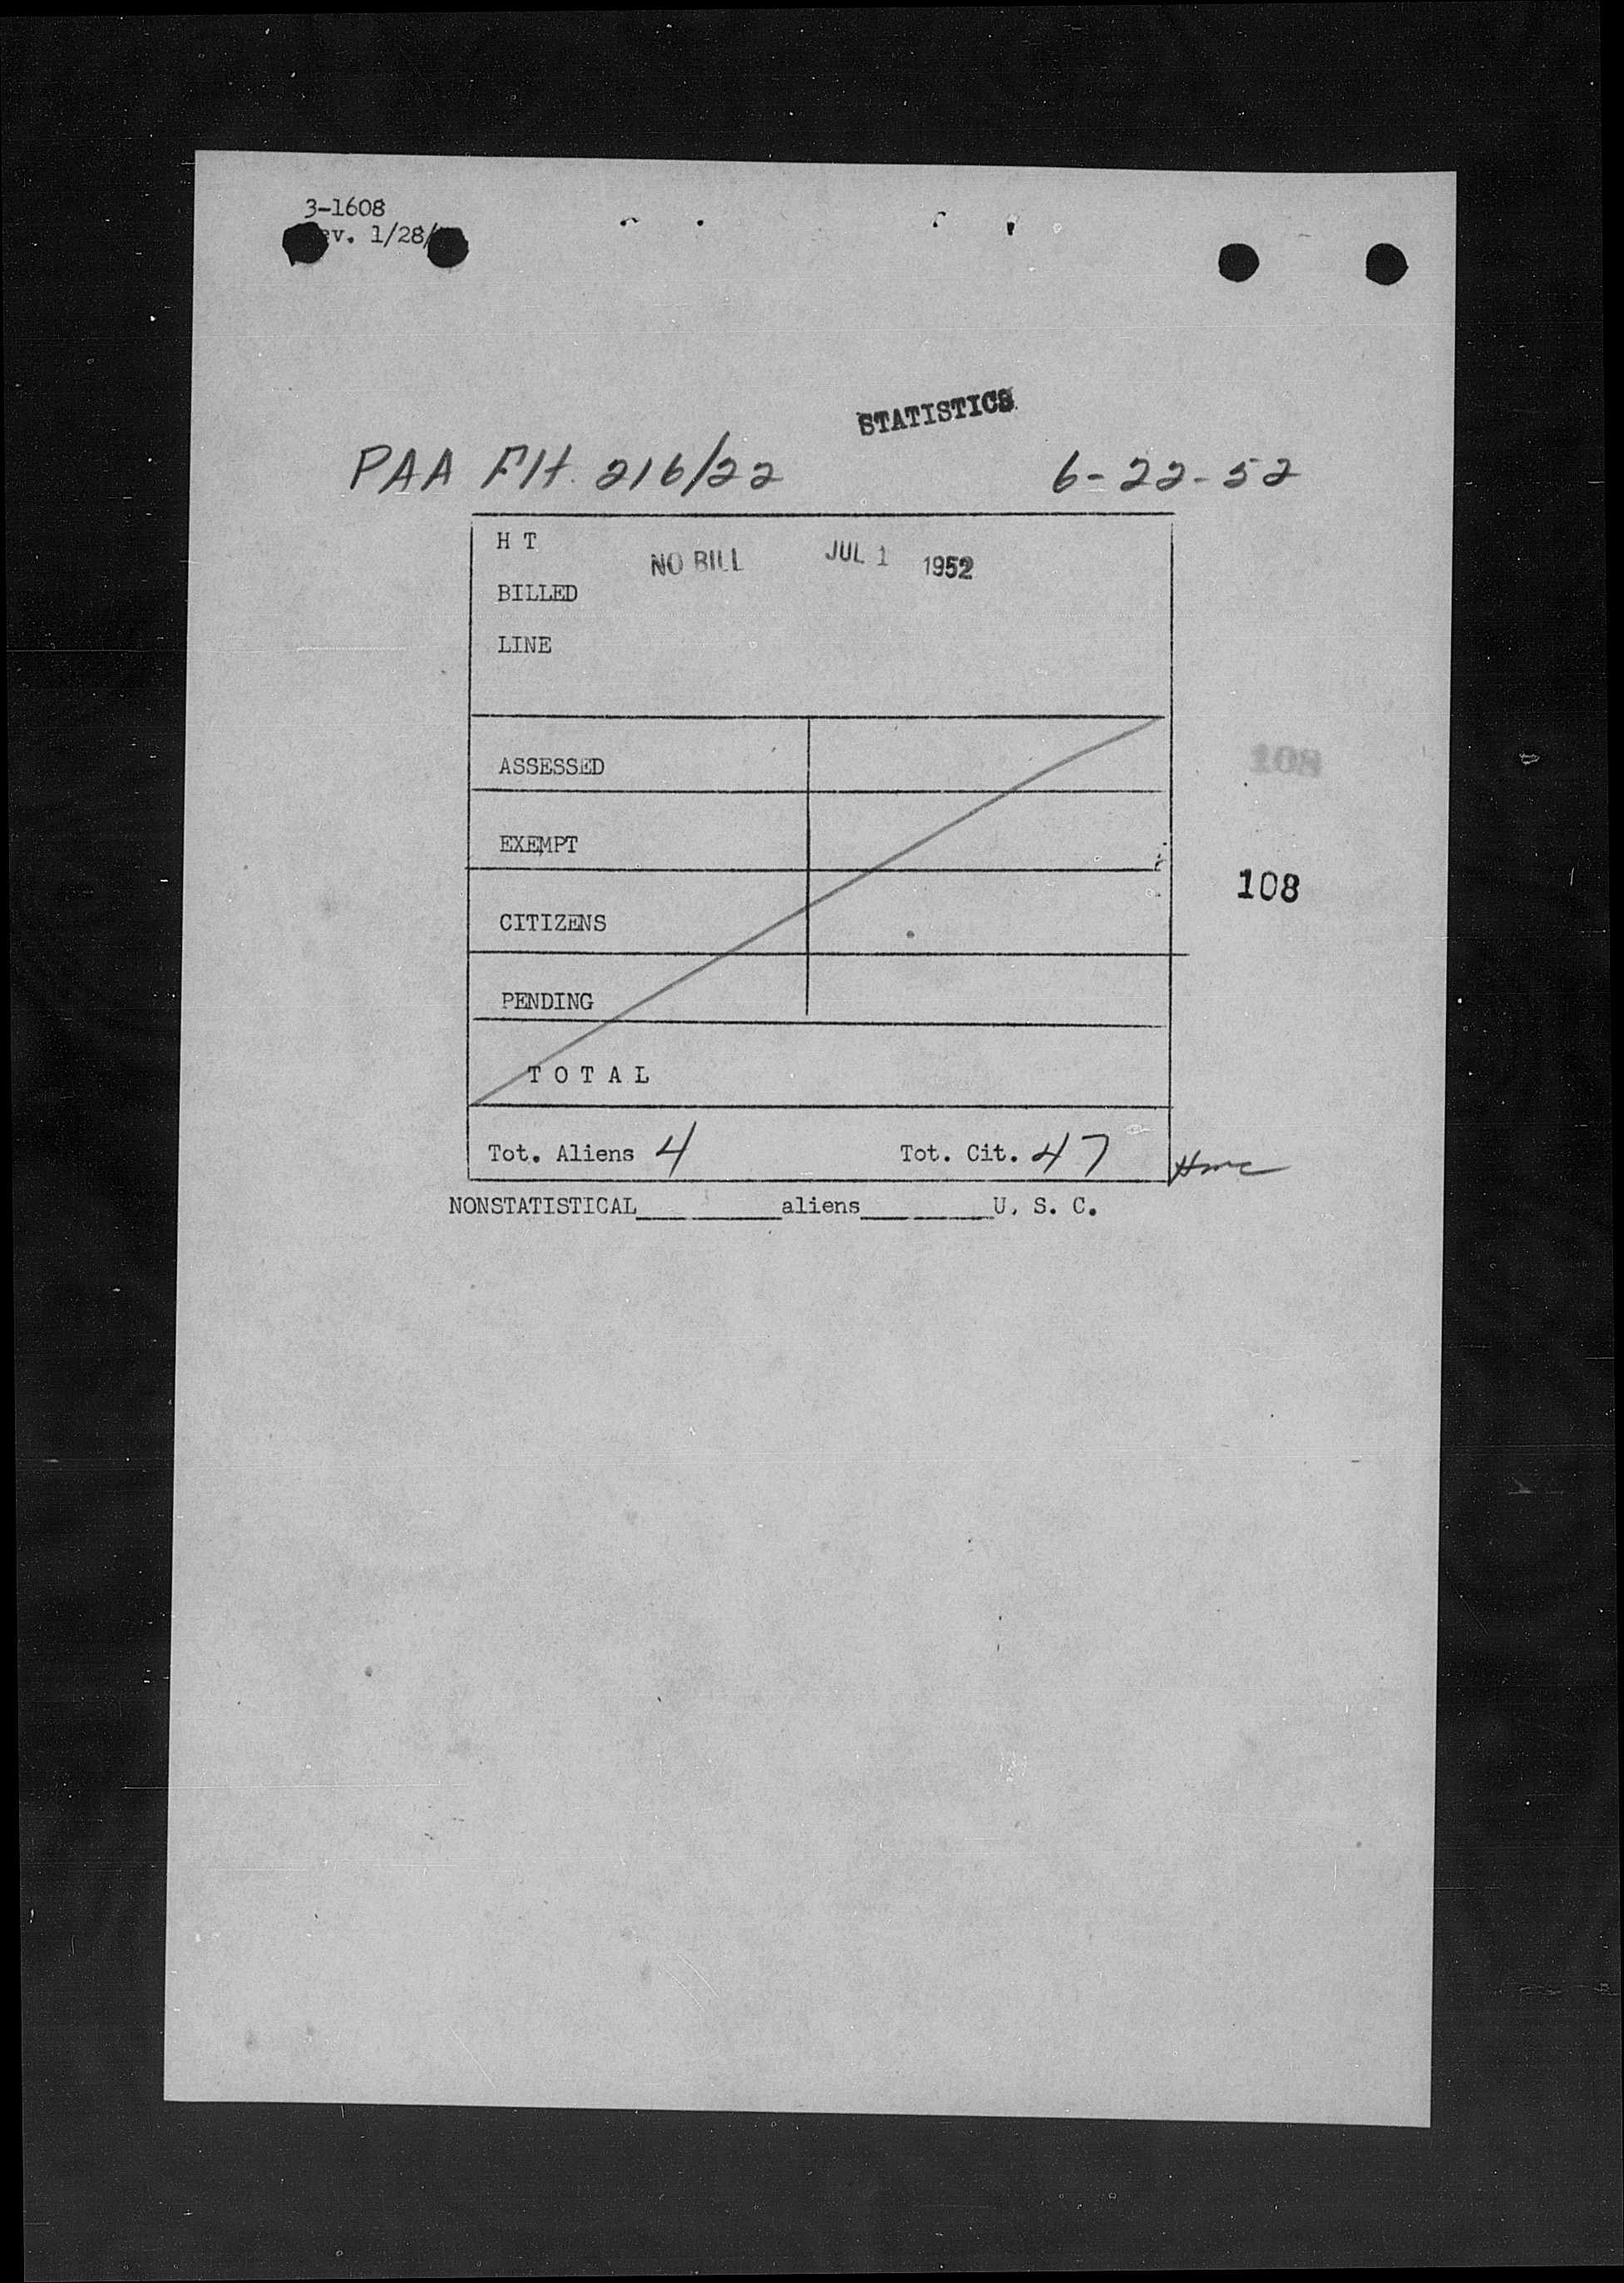 3-1608
ev. 1/28/
STATISTICS
PAA Flt. 216/22 6-22-52
H T
NO BILL JUL 1 1952
BILLED
LINE
108
ASSESSED
EXEMPT
108
CITIZENS
PENDING
T O T A L
Tot. Aliens 4 Tot. Cit. 47
NONSTATISTICAL aliens U. S. C.